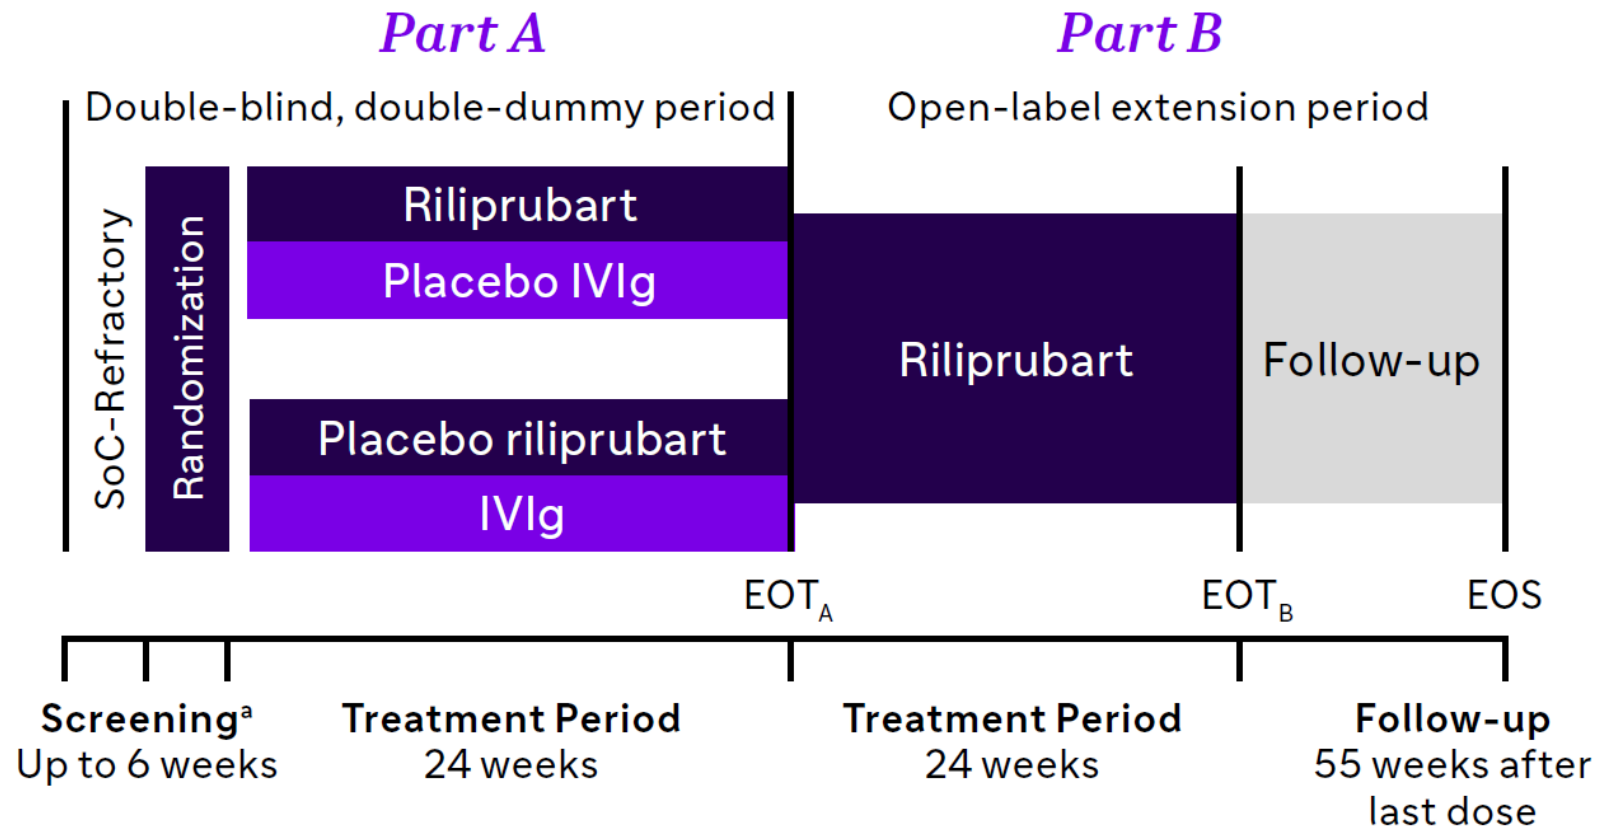 Part A
Part B
Double-blind, double-dummy period
Open-label extension period
SoC-Refractory
Randomization
Riliprubart
Placebo IVIg
Placebo riliprubart
IVIg
Riliprubart
Follow-up
EOTA
EOTB
EOS
Screeningᵃ
Up to 6 weeks
Treatment Period
24 weeks
Treatment Period
24 weeks
Follow-up
55 weeks after
last dose